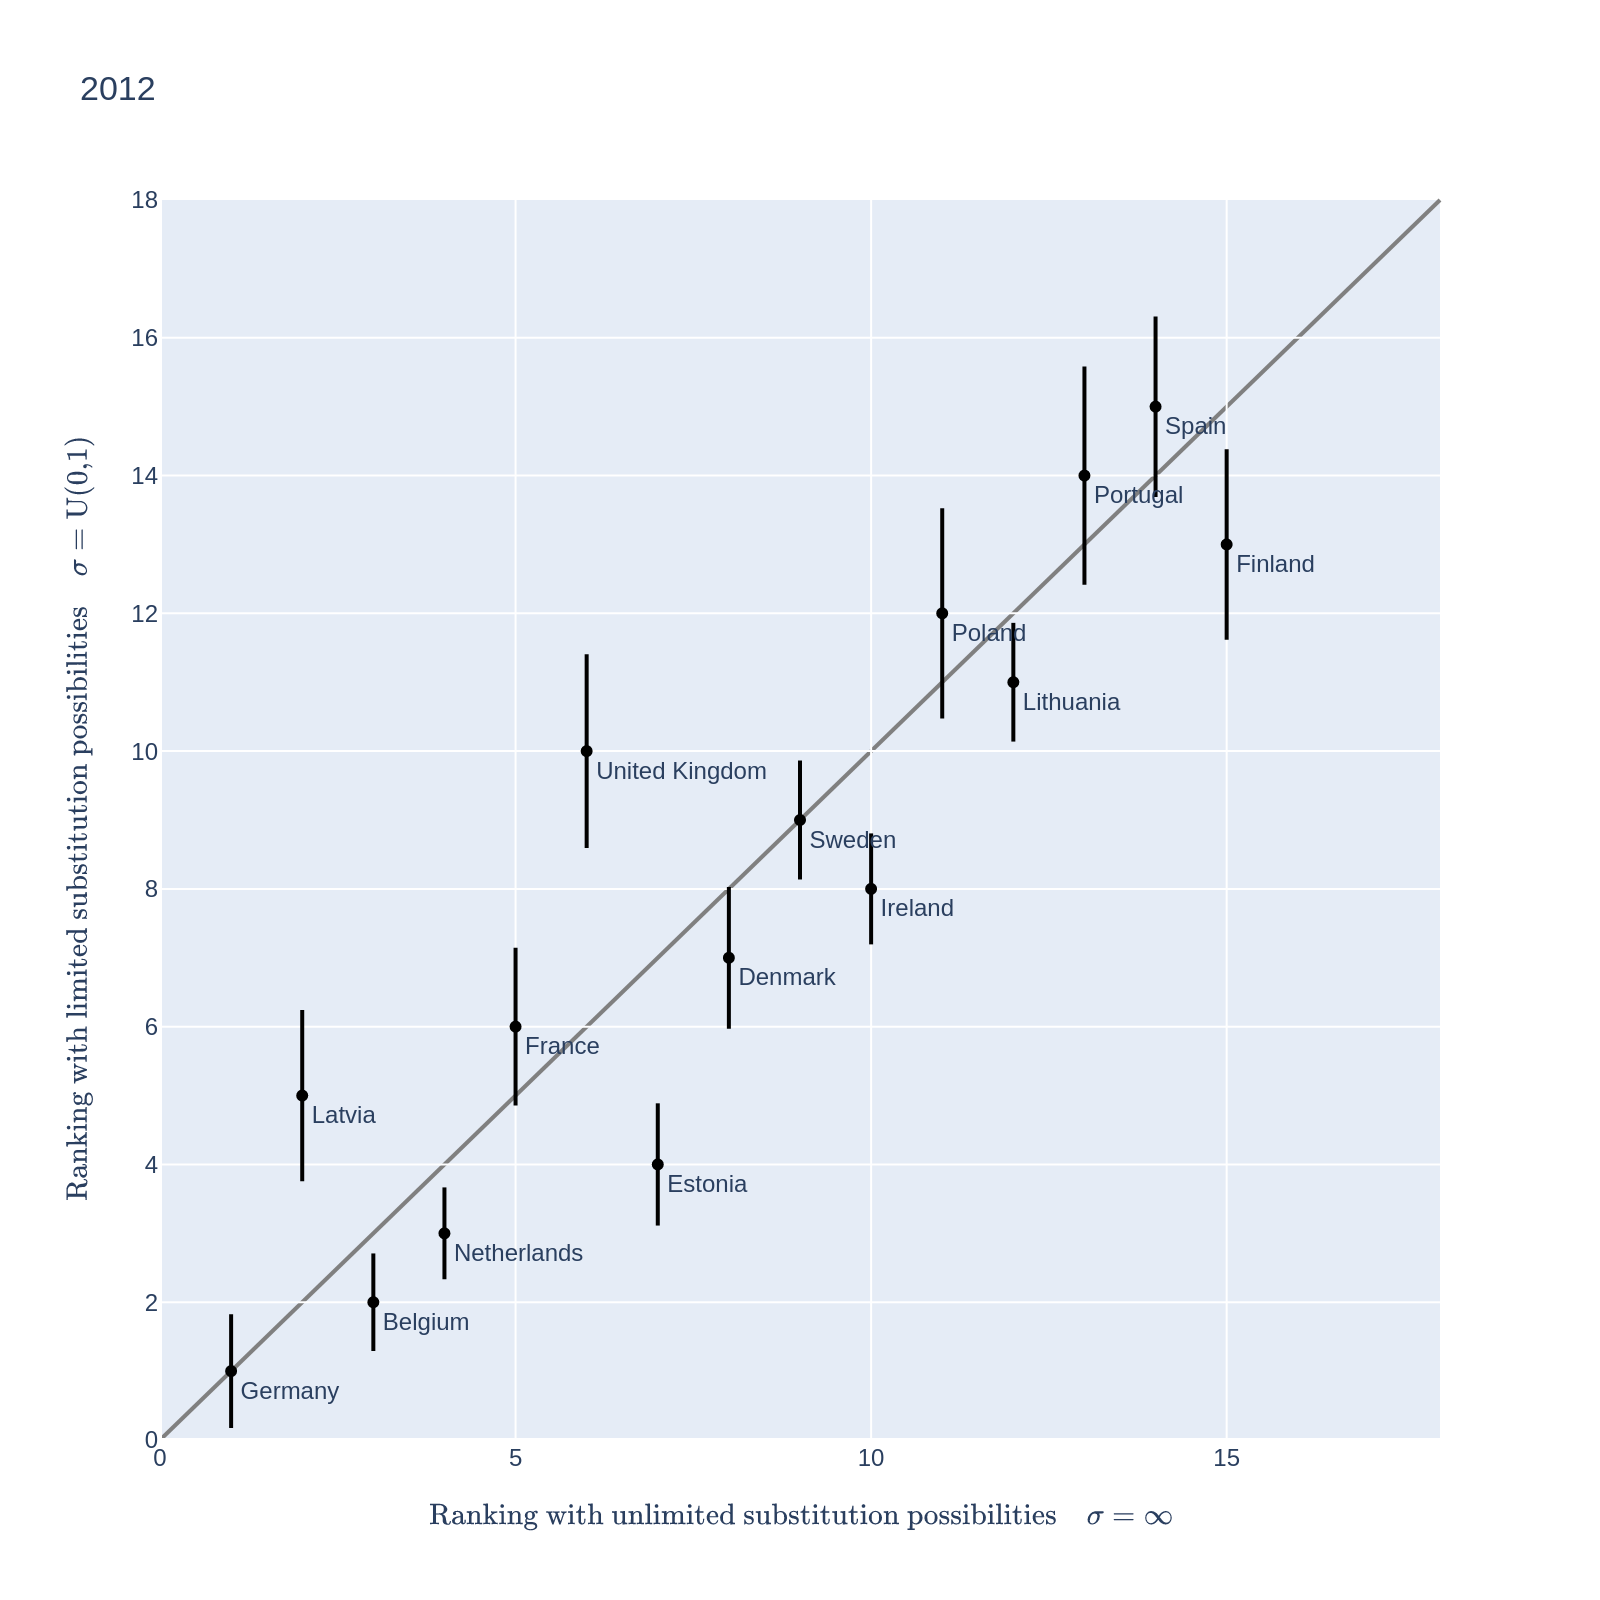 2012
18
16
14
12
10
8
6
4
2
0
Ranking with limited substitution possibilities σ = U(0,1)
Spain
Portugal
Finland
Poland
Lithuania
United Kingdom
Sweden
Ireland
Denmark
France
Latvia
Estonia
Netherlands
Belgium
Germany
0 5 10 15
Ranking with unlimited substitution possibilities σ = ∞